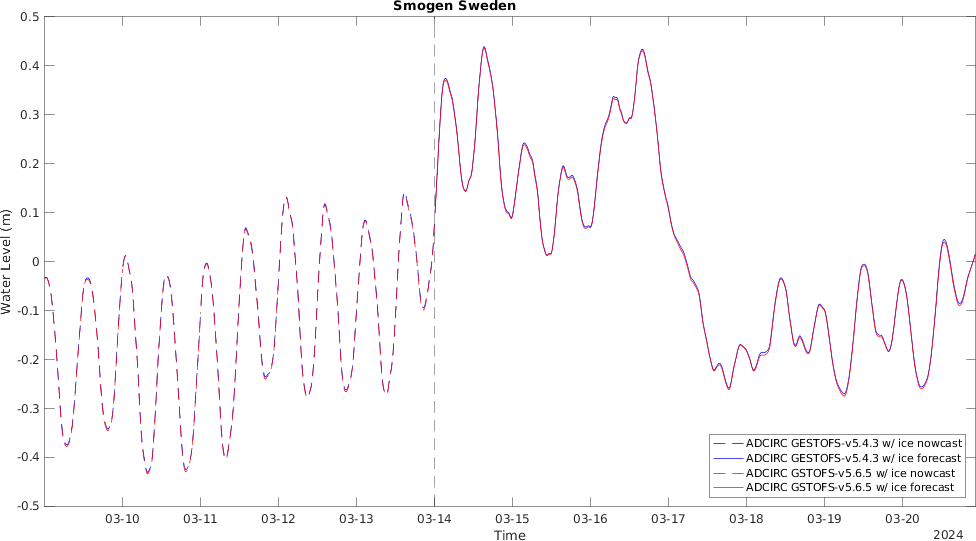 Smogen Sweden
0.5
0.4
0.3
0.2
0.1
0
-0.1
-0.2
-0.3
-0.4
-0.5
Water Level (m)
ADCIRC GESTOFS-v5.4.3 w/ ice nowcast
ADCIRC GESTOFS-v5.4.3 w/ ice forecast
ADCIRC GSTOFS-v5.6.5 w/ ice nowcast
ADCIRC GSTOFS-v5.6.5 w/ ice forecast
03-10 03-11 03-12 03-13 03-14 03-15 03-16 03-17 03-18 03-19 03-20
Time
2024